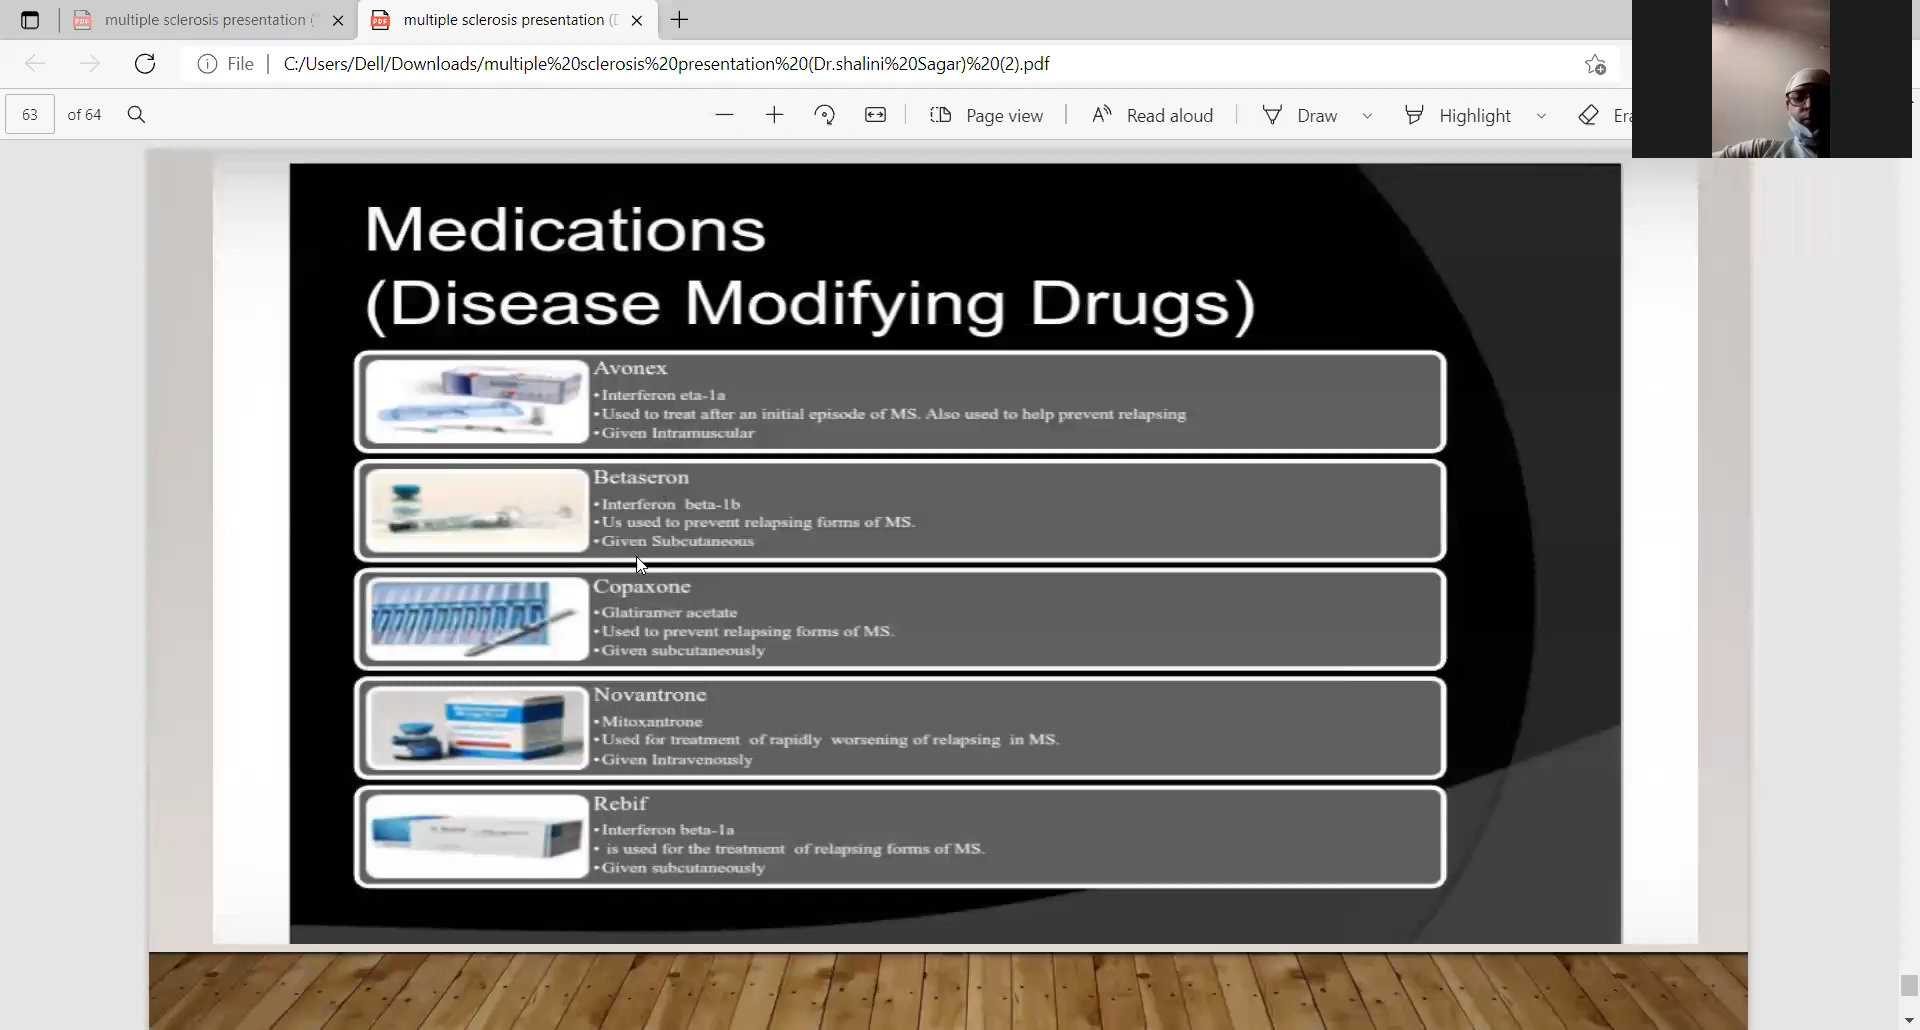 multiple sclerosis presentation (
multiple sclerosis presentation (D
File
C:/Users/Dell/Downloads/multiple%20sclerosis%20presentation%20(Dr.shalini%20Sagar)%20(2).pdf
63 of 64
Page view
Read aloud
Draw
Highlight
Era
Medications
(Disease Modifying Drugs)
Avonex
•Interferon eta-1a
•Used to treat after an initial episode of MS. Also used to help prevent relapsing
•Given Intramuscular
Betaseron
•Interferon beta-1b
•Us used to prevent relapsing forms of MS.
•Given Subcutaneous
Copaxone
•Glatiramer acetate
•Used to prevent relapsing forms of MS.
•Given subcutaneously
Novantrone
•Mitoxantrone
•Used for treatment of rapidly worsening of relapsing in MS.
•Given Intravenously
Rebif
•Interferon beta-1a
• is used for the treatment of relapsing forms of MS.
•Given subcutaneously